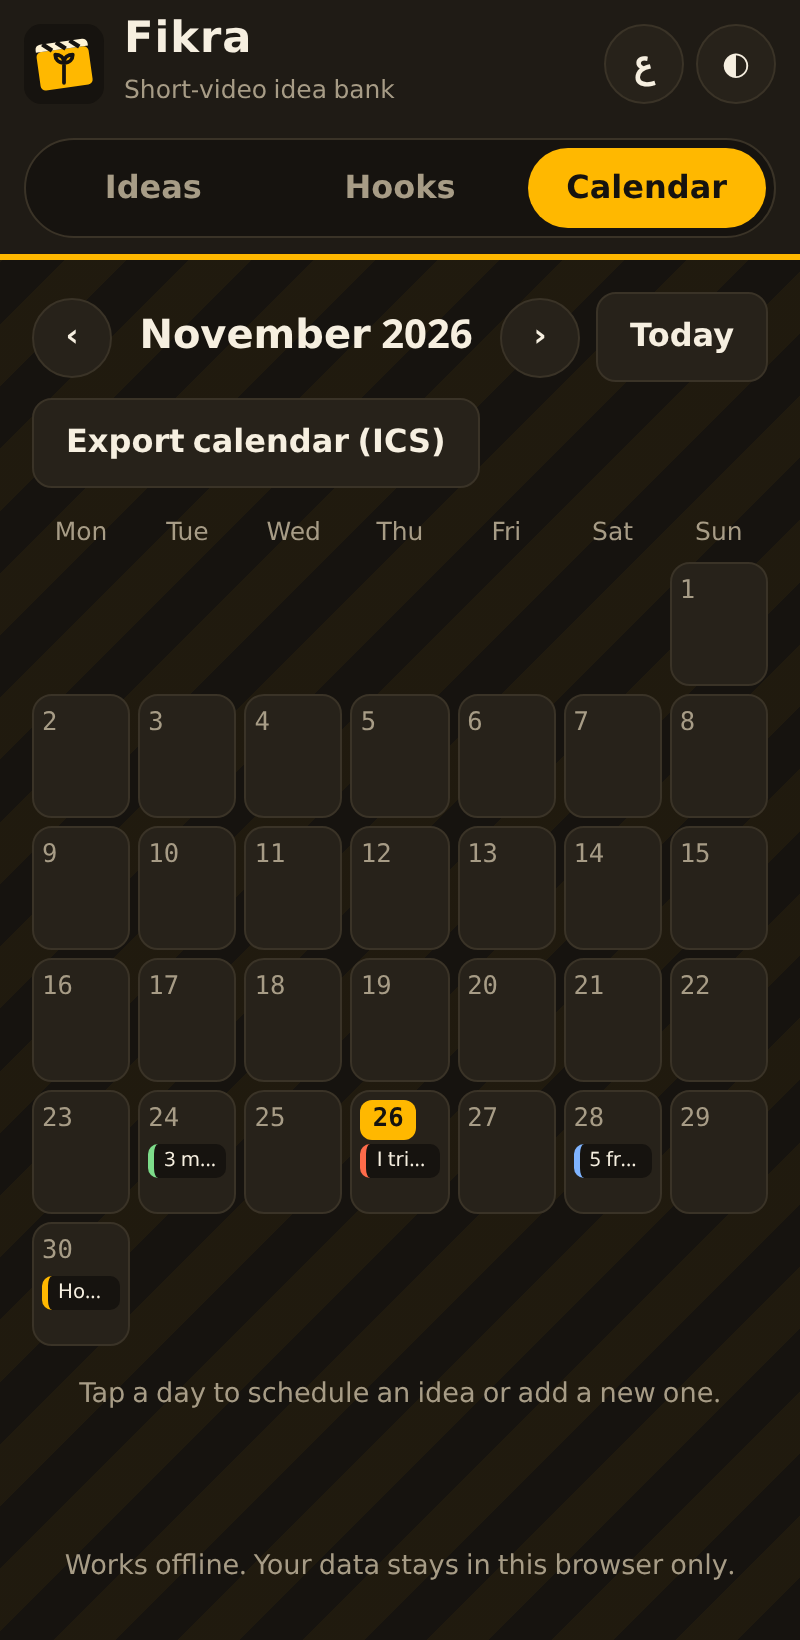 Fikra
Short-video idea bank
ع
Ideas Hooks Calendar
‹ November 2026 › Today
Export calendar (ICS)
Mon Tue Wed Thu Fri Sat Sun
1
2 3 4 5 6 7 8
9 10 11 12 13 14 15
16 17 18 19 20 21 22
23 24 25 26 27 28 29
3 m… I tri… 5 fr…
30
Ho…
Tap a day to schedule an idea or add a new one.
Works offline. Your data stays in this browser only.